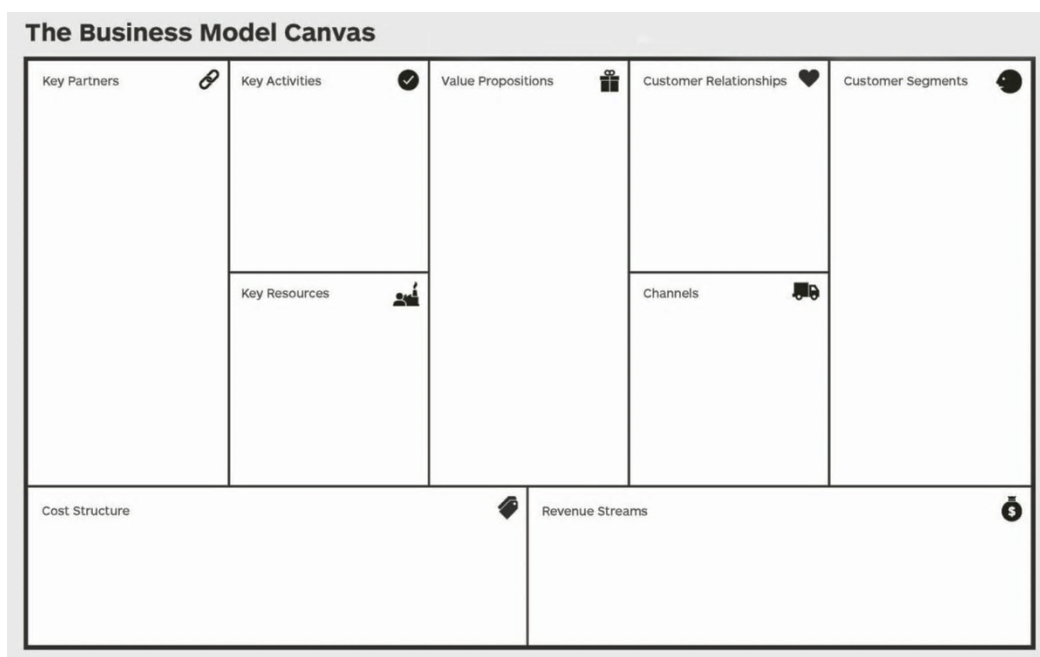 The Business Model Canvas
Key Partners
Key Activities
Value Propositions
Customer Relationships
Customer Segments
Key Resources
Channels
Cost Structure
Revenue Streams
$